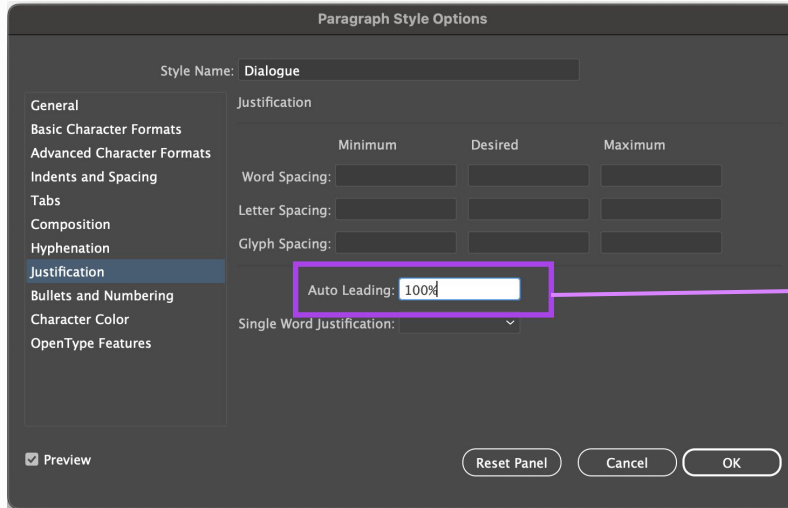 Paragraph Style Options
Style Name: Dialogue
General
Basic Character Formats
Advanced Character Formats
Indents and Spacing
Tabs
Composition
Hyphenation
Justification
Bullets and Numbering
Character Color
OpenType Features
Justification
Minimum Desired Maximum
Word Spacing:
Letter Spacing:
Glyph Spacing:
Auto Leading: 100%
Single Word Justification:
Preview
Reset Panel Cancel OK